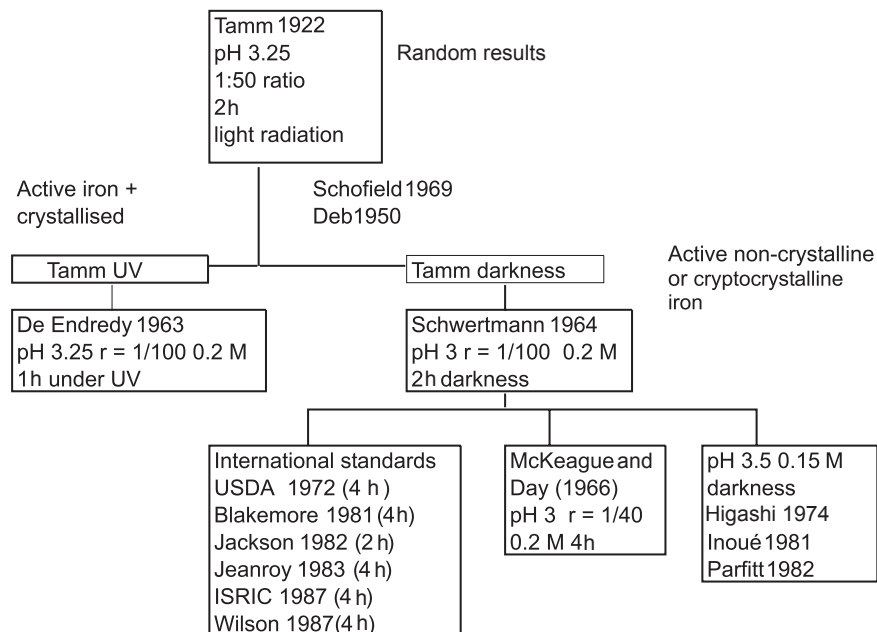 Tamm 1922
pH 3.25
1:50 ratio
2h
light radiation
Random results
Active iron +
crystallised
Schofield 1969
Deb1950
Tamm UV
Tamm darkness
Active non-crystalline
or cryptocrystalline
iron
De Endredy 1963
pH 3.25 r = 1/100 0.2 M
1h under UV
Schwertmann 1964
pH 3 r = 1/100 0.2 M
2h darkness
International standards
USDA 1972 (4 h)
Blakemore 1981 (4h)
Jackson 1982 (2 h)
Jeanroy 1983 (4 h)
ISRIC 1987 (4 h)
Wilson 1987(4 h)
McKeague and
Day (1966)
pH 3 r = 1/40
0.2 M 4h
pH 3.5 0.15 M
darkness
Higashi 1974
Inoué 1981
Parfitt 1982